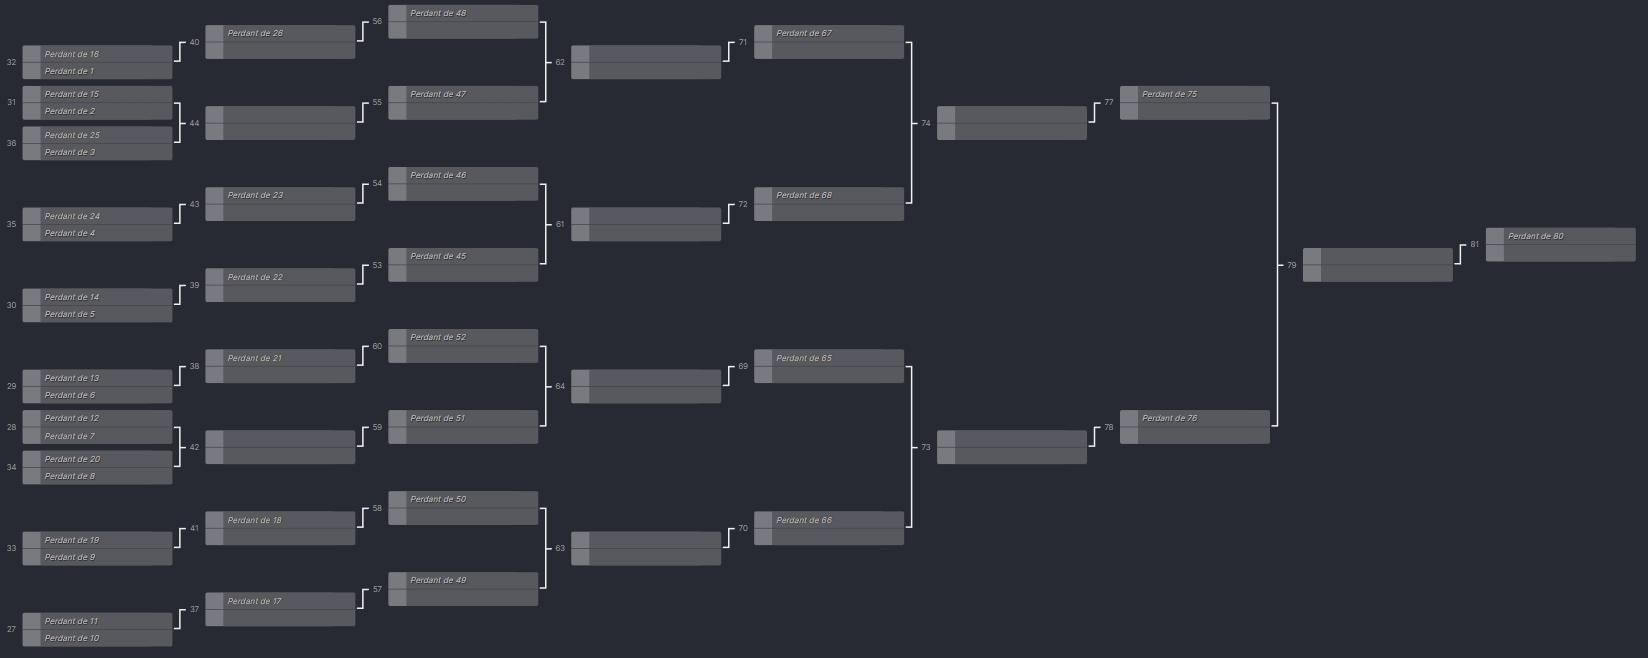 32
Perdant de 16
Perdant de 1
31
Perdant de 15
Perdant de 2
36
Perdant de 25
Perdant de 3
35
Perdant de 24
Perdant de 4
30
Perdant de 14
Perdant de 5
29
Perdant de 13
Perdant de 6
28
Perdant de 12
Perdant de 7
34
Perdant de 20
Perdant de 8
33
Perdant de 19
Perdant de 9
27
Perdant de 11
Perdant de 10
40
Perdant de 26
44
43
Perdant de 23
39
Perdant de 22
38
Perdant de 21
42
41
Perdant de 18
37
Perdant de 17
56
Perdant de 48
55
Perdant de 47
54
Perdant de 46
53
Perdant de 45
60
Perdant de 52
59
Perdant de 51
58
Perdant de 50
57
Perdant de 49
62
61
64
63
71
Perdant de 67
72
Perdant de 68
69
Perdant de 65
70
Perdant de 66
74
73
77
Perdant de 75
78
Perdant de 76
79
81
Perdant de 80